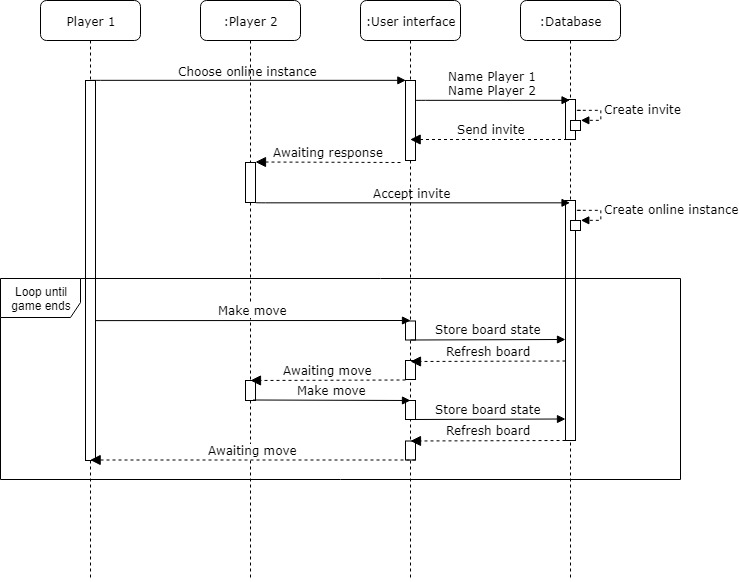 Player 1
:Player 2
:User interface
:Database
Choose online instance
Name Player 1
Name Player 2
Create invite
Send invite
Awaiting response
Accept invite
Create online instance
Loop until
game ends
Make move
Store board state
Refresh board
Awaiting move
Make move
Store board state
Refresh board
Awaiting move